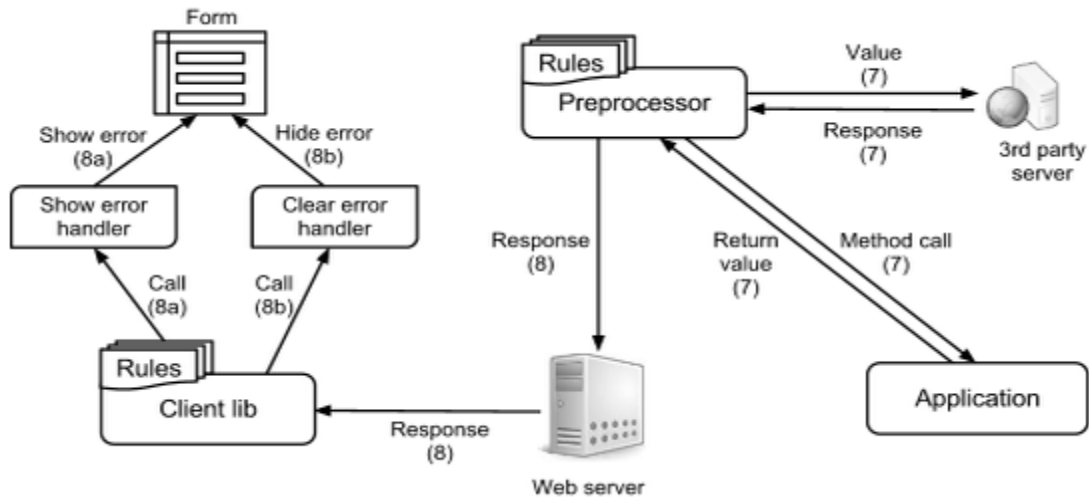 Form
Rules
Preprocessor
Value
(7)
Response
(7)
3rd party
server
Show error
(8a)
Hide error
(8b)
Show error
handler
Clear error
handler
Response
(8)
Return
value
(7)
Method call
(7)
Call
(8a)
Call
(8b)
Rules
Client lib
Response
(8)
Web server
Application